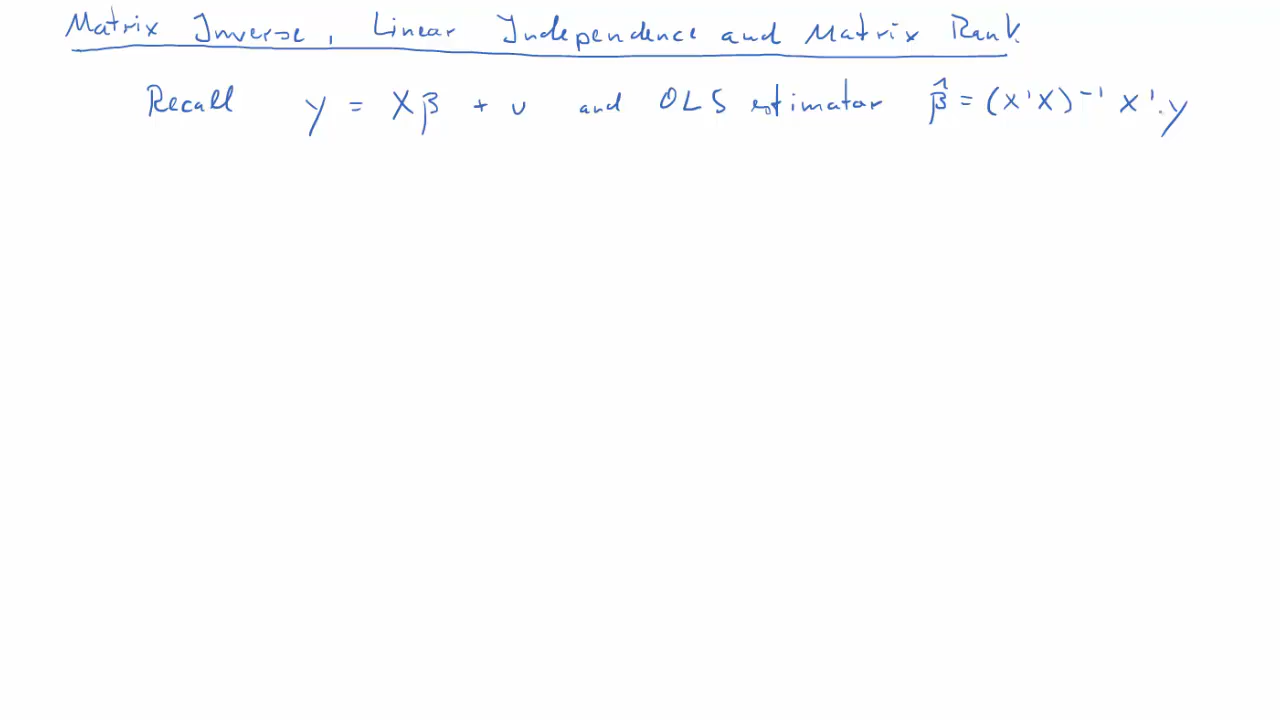 Matrix Inverse, Linear Independence and Matrix Rank
Recall y = Xβ + u and OLS estimator β̂ = (X'X)⁻¹ X'·y